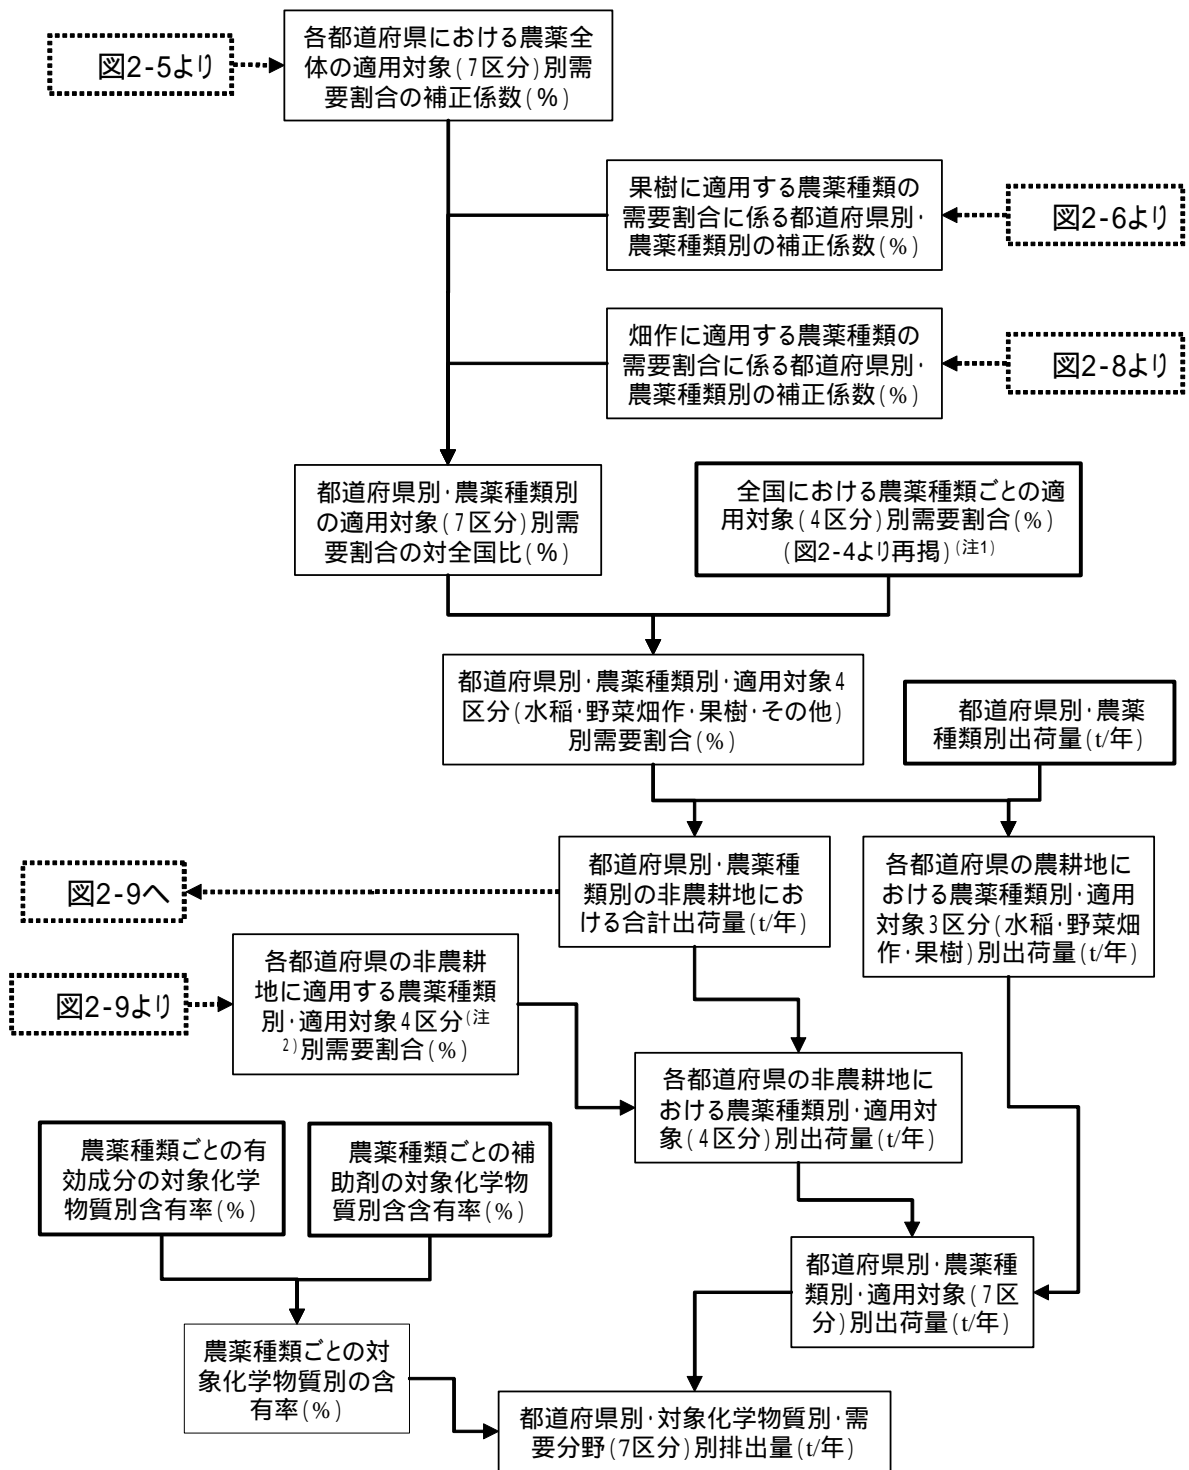 各都道府県における農薬全
体の適用対象(7区分)別需
要割合の補正係数(%)
図2-5より
果樹に適用する農薬種類の
需要割合に係る都道府県別・
農薬種類別の補正係数(%)
図2-6より
畑作に適用する農薬種類の
需要割合に係る都道府県別・
農薬種類別の補正係数(%)
図2-8より
都道府県別・農薬種類別
の適用対象(7区分)別需
要割合の対全国比(%)
全国における農薬種類ごとの適
用対象(4区分)別需要割合(%)
(図2-4より再掲)(注1)
都道府県別・農薬種類別・適用対象4
区分(水稲・野菜畑作・果樹・その他)
別需要割合(%)
都道府県別・農薬
種類別出荷量(t/年)
都道府県別・農薬種
類別の非農耕地にお
ける合計出荷量(t/年)
各都道府県の農耕地に
おける農薬種類別・適用
対象3区分(水稲・野菜畑
作・果樹)別出荷量(t/年)
図2-9へ
図2-9より
各都道府県の非農耕
地に適用する農薬種類
別・適用対象4区分(注
2)別需要割合(%)
各都道府県の非農耕地に
おける農薬種類別・適用対
象(4区分)別出荷量(t/年)
農薬種類ごとの有
効成分の対象化学
物質別含有率(%)
農薬種類ごとの補
助剤の対象化学物
質別含含有率(%)
都道府県別・農薬種
類別・適用対象(7区
分)別出荷量(t/年)
農薬種類ごとの対
象化学物質別の含
有率(%)
都道府県別・対象化学物質別・需
要分野(7区分)別排出量(t/年)